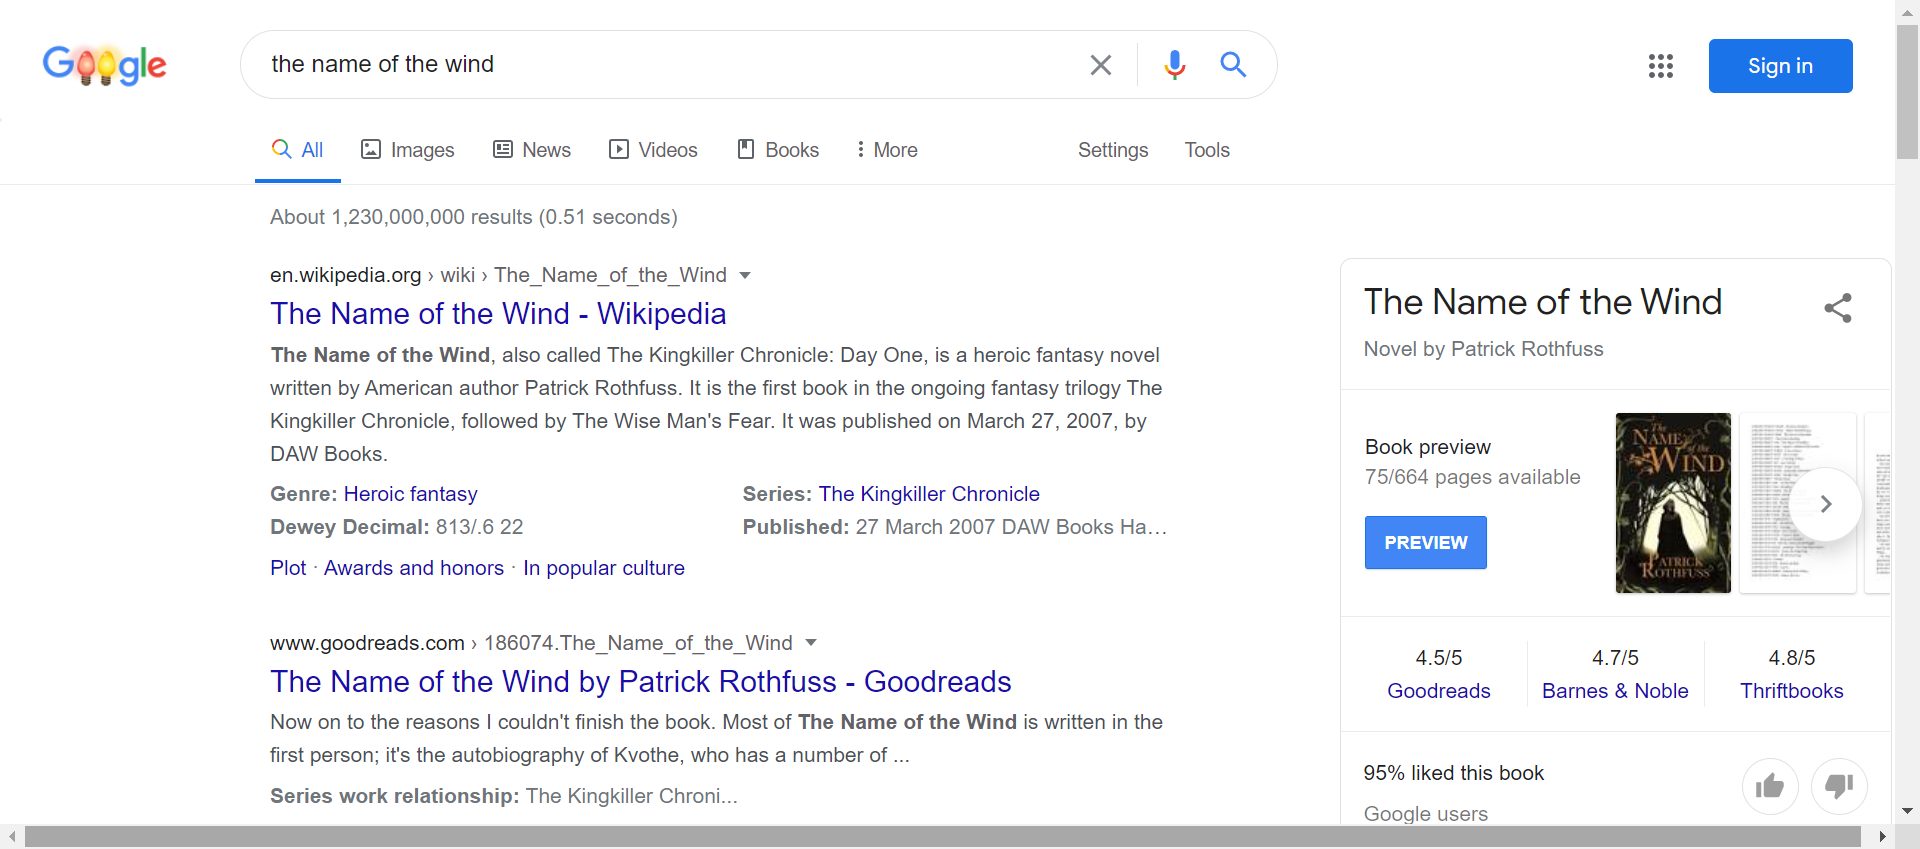 Google
the name of the wind
Sign in
All
Images
News
Videos
Books
More
Settings
Tools
About 1,230,000,000 results (0.51 seconds)
en.wikipedia.org › wiki › The_Name_of_the_Wind
The Name of the Wind - Wikipedia
The Name of the Wind, also called The Kingkiller Chronicle: Day One, is a heroic fantasy novel
written by American author Patrick Rothfuss. It is the first book in the ongoing fantasy trilogy The
Kingkiller Chronicle, followed by The Wise Man's Fear. It was published on March 27, 2007, by
DAW Books.
Genre: Heroic fantasy
Series: The Kingkiller Chronicle
Dewey Decimal: 813/.6 22
Published: 27 March 2007 DAW Books Ha...
Plot · Awards and honors · In popular culture
www.goodreads.com › 186074.The_Name_of_the_Wind
The Name of the Wind by Patrick Rothfuss - Goodreads
Now on to the reasons I couldn't finish the book. Most of The Name of the Wind is written in the
first person; it's the autobiography of Kvothe, who has a number of ...
Series work relationship: The Kingkiller Chroni...
The Name of the Wind
Novel by Patrick Rothfuss
Book preview
75/664 pages available
PREVIEW
The
NAME
of the
WIND
PATRICK
ROTHFUSS
4.5/5
Goodreads
4.7/5
Barnes & Noble
4.8/5
Thriftbooks
95% liked this book
Google users